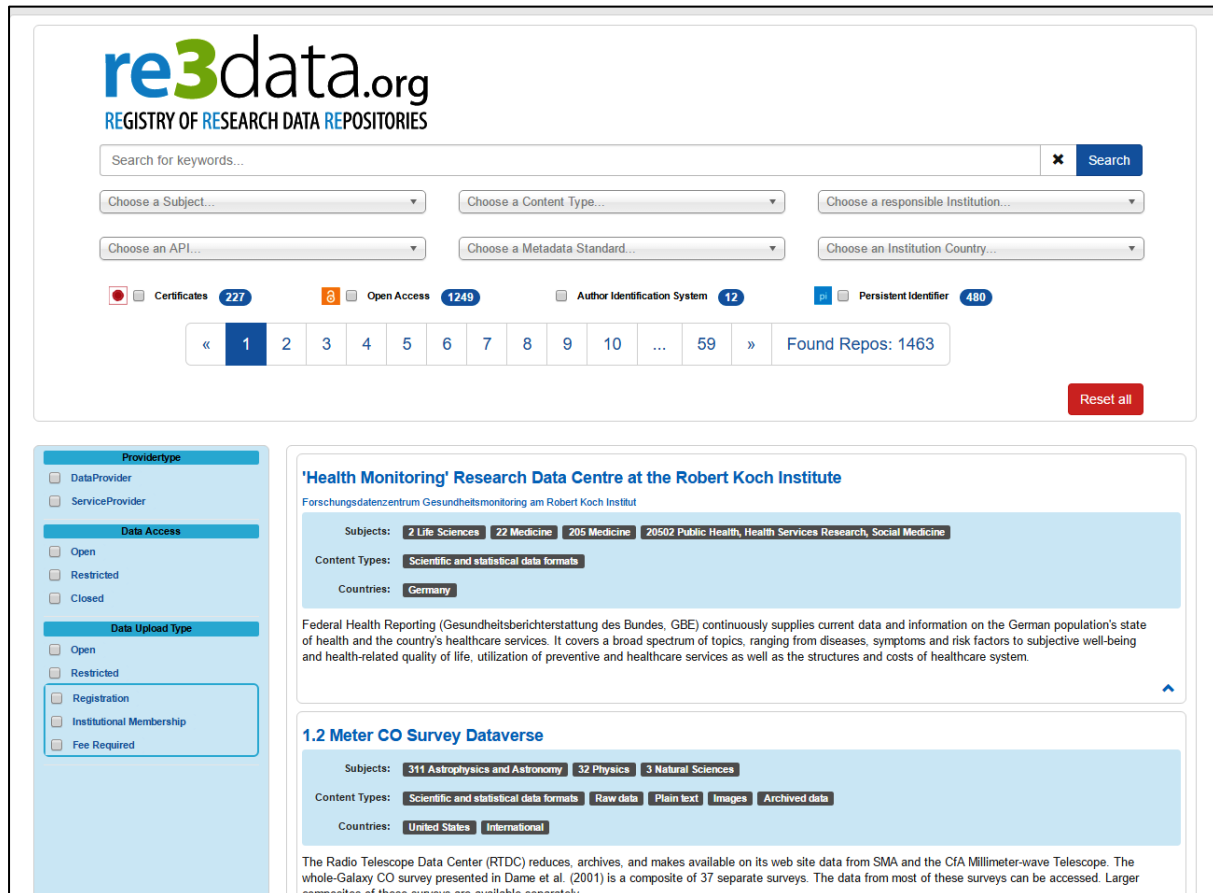 re3data.org
REGISTRY OF RESEARCH DATA REPOSITORIES
Search for keywords... ✖ Search
Choose a Subject... Choose a Content Type... Choose a responsible Institution...
Choose an API... Choose a Metadata Standard... Choose an Institution Country...
Certificates 227 Open Access 1249 Author Identification System 12 pi Persistent Identifier 480
« 1 2 3 4 5 6 7 8 9 10 ... 59 » Found Repos: 1463
Reset all
Providertype
DataProvider
ServiceProvider
Data Access
Open
Restricted
Closed
Data Upload Type
Open
Restricted
Registration
Institutional Membership
Fee Required
'Health Monitoring' Research Data Centre at the Robert Koch Institute
Forschungsdatenzentrum Gesundheitsmonitoring am Robert Koch Institut
Subjects: 2 Life Sciences 22 Medicine 205 Medicine 20502 Public Health, Health Services Research, Social Medicine
Content Types: Scientific and statistical data formats
Countries: Germany
Federal Health Reporting (Gesundheitsberichterstattung des Bundes, GBE) continuously supplies current data and information on the German population's state
of health and the country's healthcare services. It covers a broad spectrum of topics, ranging from diseases, symptoms and risk factors to subjective well-being
and health-related quality of life, utilization of preventive and healthcare services as well as the structures and costs of healthcare system.
1.2 Meter CO Survey Dataverse
Subjects: 311 Astrophysics and Astronomy 32 Physics 3 Natural Sciences
Content Types: Scientific and statistical data formats Raw data Plain text Images Archived data
Countries: United States International
The Radio Telescope Data Center (RTDC) reduces, archives, and makes available on its web site data from SMA and the CfA Millimeter-wave Telescope. The
whole-Galaxy CO survey presented in Dame et al. (2001) is a composite of 37 separate surveys. The data from most of these surveys can be accessed. Larger
composites of these surveys are available separately.